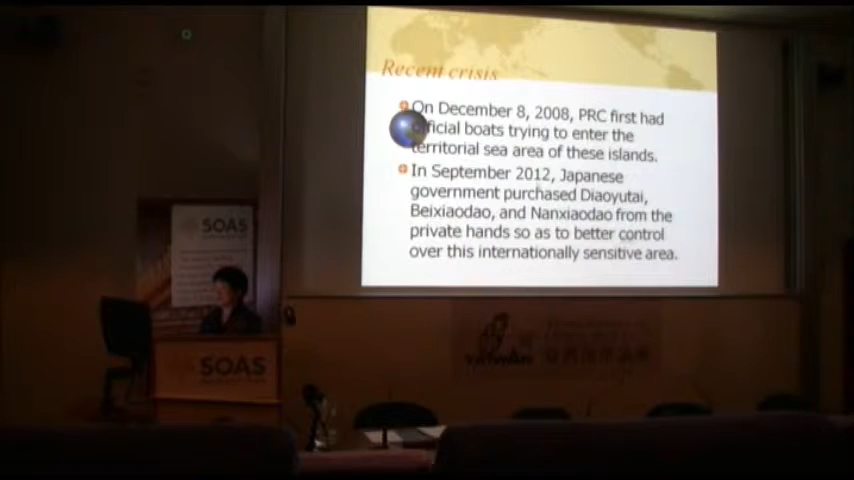 Recent crisis
On December 8, 2008, PRC first had
official boats trying to enter the
territorial sea area of these islands.
In September 2012, Japanese
government purchased Diaoyutai,
Beixiaodao, and Nanxiaodao from the
private hands so as to better control
over this internationally sensitive area.
SOAS
SOAS
TAIWAN